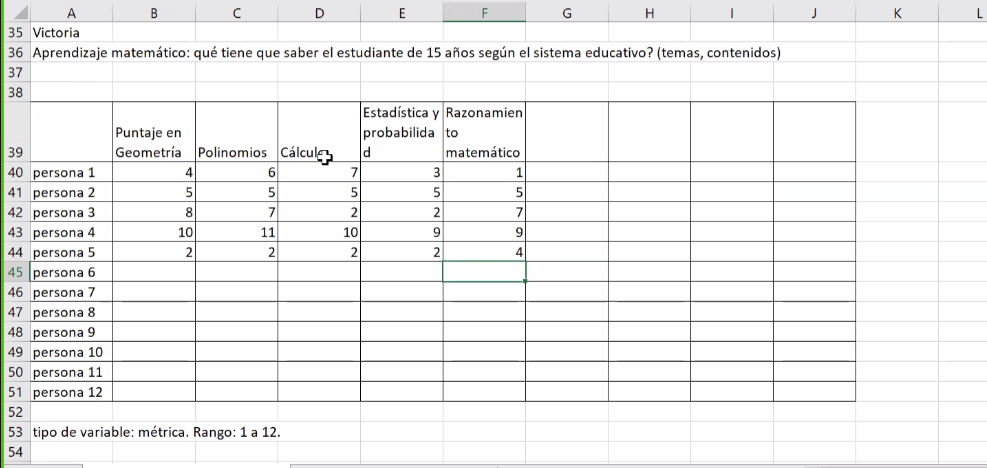 A B C D E F G H I J K L
35 Victoria
36 Aprendizaje matemático: qué tiene que saber el estudiante de 15 años según el sistema educativo? (temas, contenidos)
37
38
39 Puntaje en Geometría Polinomios Cálculo Estadística y probabilidad Razonamiento matemático
40 persona 1 4 6 7 3 1
41 persona 2 5 5 5 5 5
42 persona 3 8 7 2 2 7
43 persona 4 10 11 10 9 9
44 persona 5 2 2 2 2 4
45 persona 6
46 persona 7
47 persona 8
48 persona 9
49 persona 10
50 persona 11
51 persona 12
52
53 tipo de variable: métrica. Rango: 1 a 12.
54